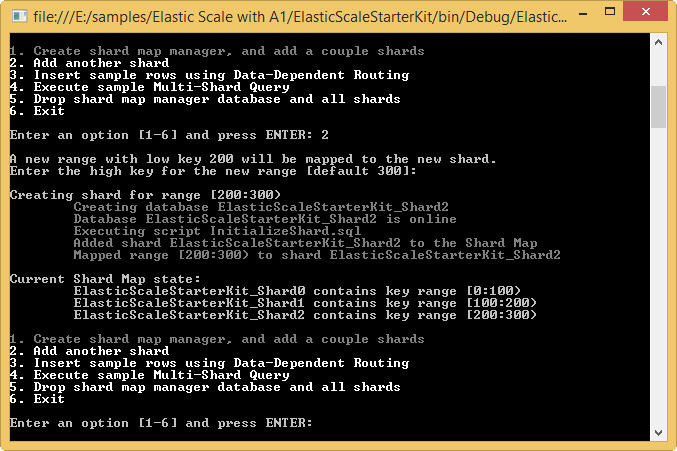 file:///E:/samples/Elastic Scale with A1/ElasticScaleStarterKit/bin/Debug/Elastic...
1. Create shard map manager, and add a couple shards
2. Add another shard
3. Insert sample rows using Data-Dependent Routing
4. Execute sample Multi-Shard Query
5. Drop shard map manager database and all shards
6. Exit
Enter an option [1-6] and press ENTER: 2
A new range with low key 200 will be mapped to the new shard.
Enter the high key for the new range [default 300]:
Creating shard for range [200:300)
Creating database ElasticScaleStarterKit_Shard2
Database ElasticScaleStarterKit_Shard2 is online
Executing script InitializeShard.sql
Added shard ElasticScaleStarterKit_Shard2 to the Shard Map
Mapped range [200:300) to shard ElasticScaleStarterKit_Shard2
Current Shard Map state:
ElasticScaleStarterKit_Shard0 contains key range [0:100)
ElasticScaleStarterKit_Shard1 contains key range [100:200)
ElasticScaleStarterKit_Shard2 contains key range [200:300)
1. Create shard map manager, and add a couple shards
2. Add another shard
3. Insert sample rows using Data-Dependent Routing
4. Execute sample Multi-Shard Query
5. Drop shard map manager database and all shards
6. Exit
Enter an option [1-6] and press ENTER: